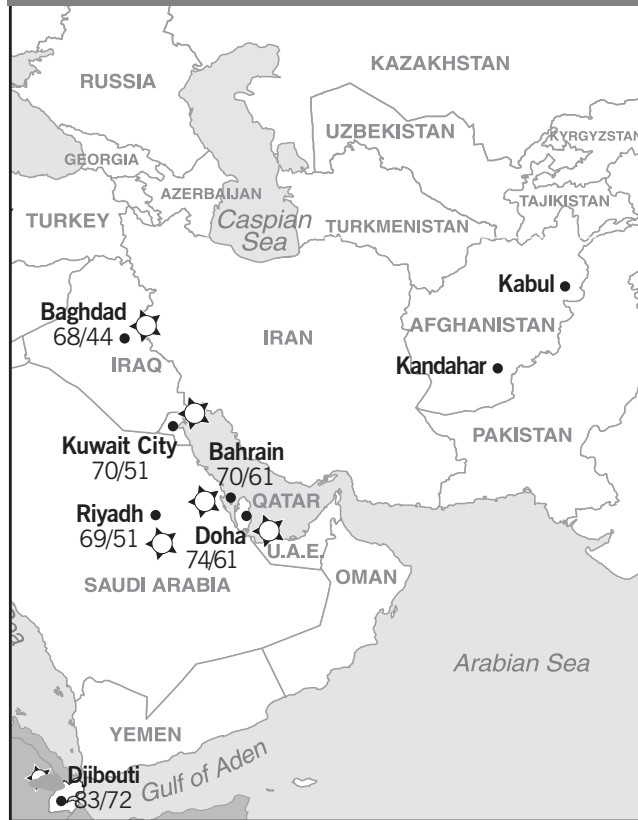 KAZAKHSTAN
RUSSIA
UZBEKISTAN
KYRGYZSTAN
GEORGIA
AZERBAIJAN
TAJIKISTAN
TURKEY
Caspian
Sea
TURKMENISTAN
Kabul
Baghdad
68/44
IRAN
AFGHANISTAN
IRAQ
Kandahar
PAKISTAN
Kuwait City
70/51
Bahrain
70/61
QATAR
Riyadh
69/51
Doha
74/61
U.A.E.
OMAN
SAUDI ARABIA
Arabian Sea
YEMEN
Gulf of Aden
Djibouti
83/72